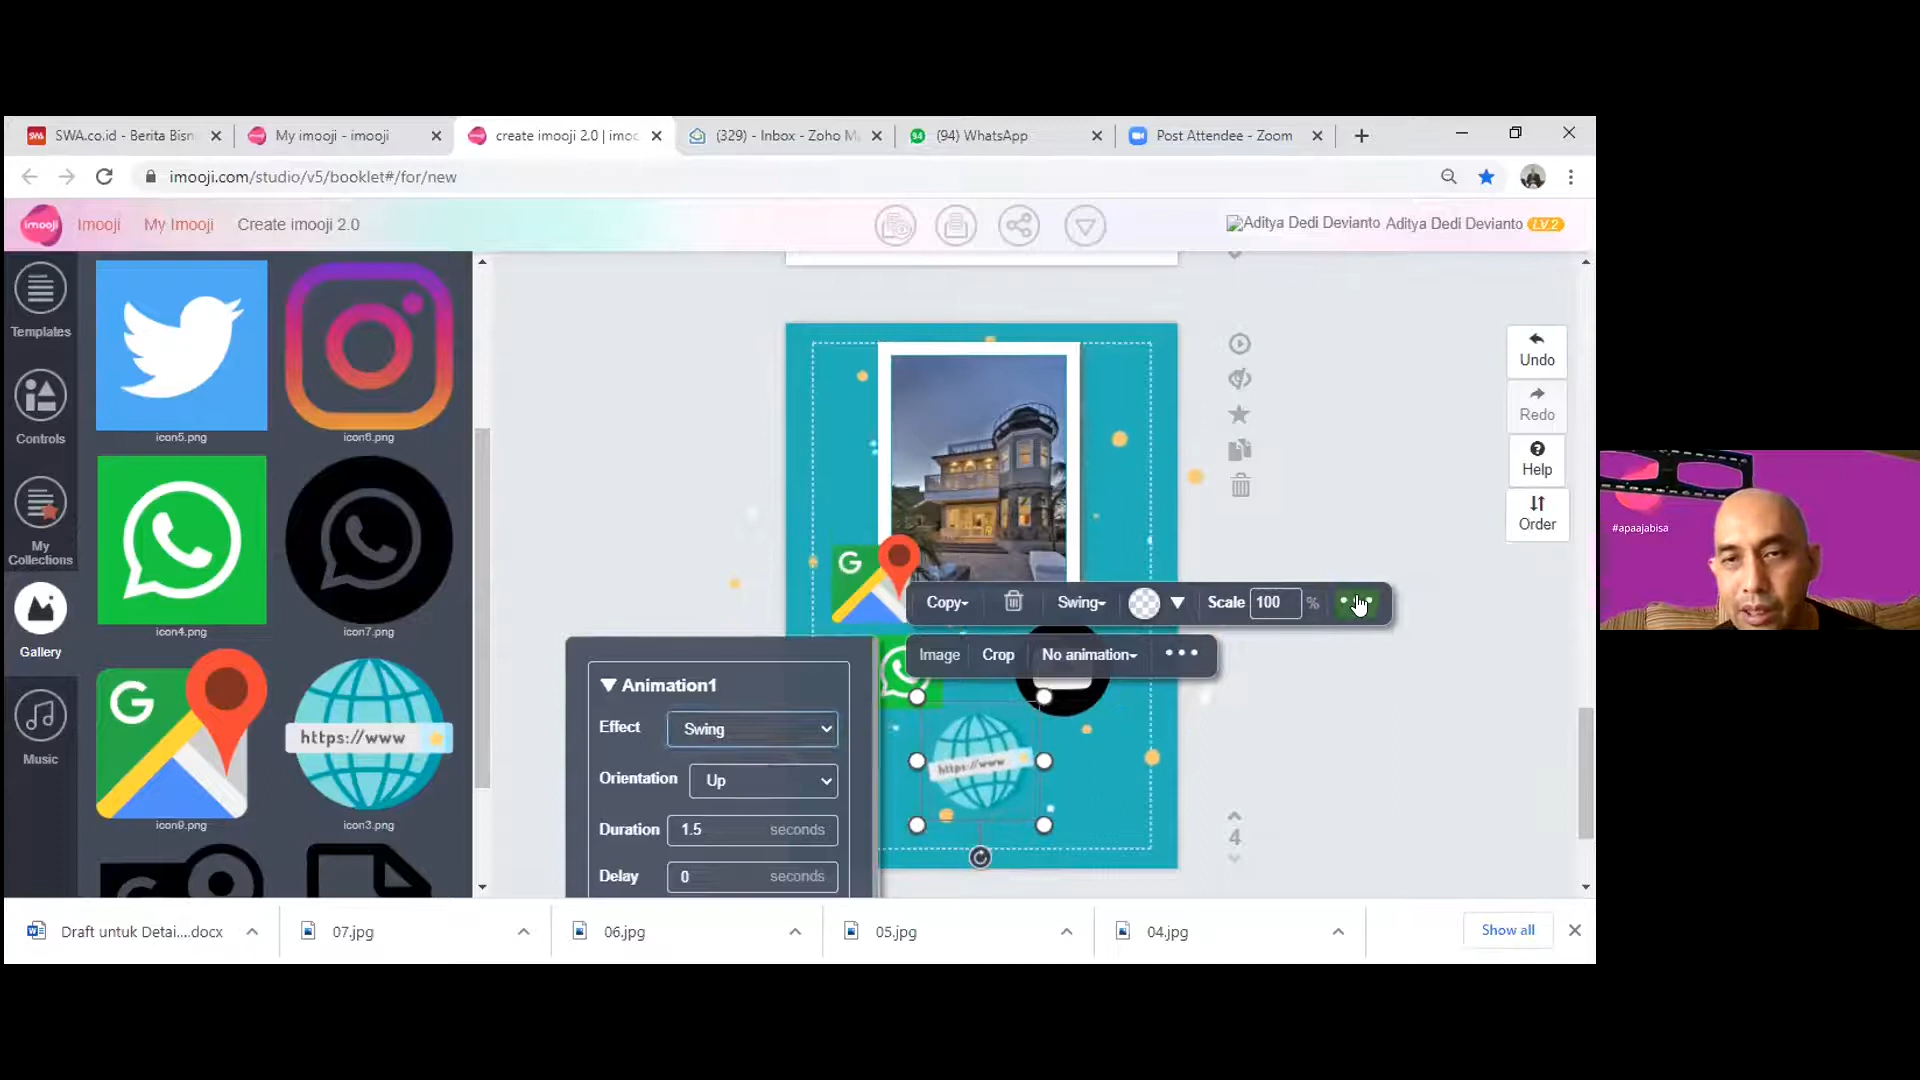 SWA.co.id - Berita Bisn
My imooji - imooji
create imooji 2.0 | imoo
(329) - Inbox - Zoho M
94
(94) WhatsApp
Post Attendee - Zoom
imooji.com/studio/v5/booklet#/for/new
imooji
Imooji
My Imooji
Create imooji 2.0
Aditya Dedi Devianto
Aditya Dedi Devianto
LV.2
Templates
Controls
My
Collections
Gallery
Music
icon5.png
icon6.png
icon4.png
icon7.png
G
https://www
icon9.png
icon3.png
G
G
https://www
Copy
Swing
Scale
100
%
Image
Crop
No animation
Animation1
Effect
Swing
Orientation
Up
Duration
1.5
seconds
Delay
0
seconds
4
Undo
Redo
Help
Order
#apaajabisa
Draft untuk Detai....docx
07.jpg
06.jpg
05.jpg
04.jpg
Show all